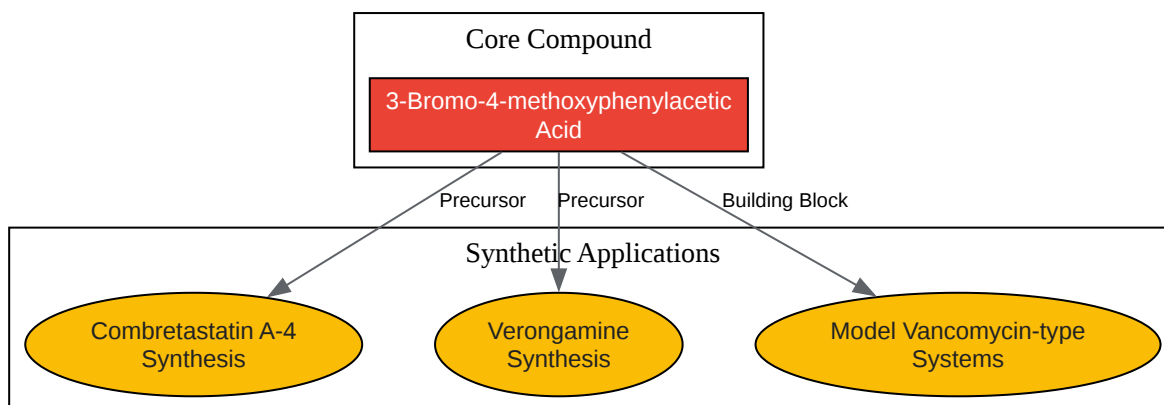 Core Compound
3-Bromo-4-methoxyphenylacetic
Acid
Precursor
Precursor
Building Block
Synthetic Applications
Combretastatin A-4
Synthesis
Verongamine
Synthesis
Model Vancomycin-type
Systems